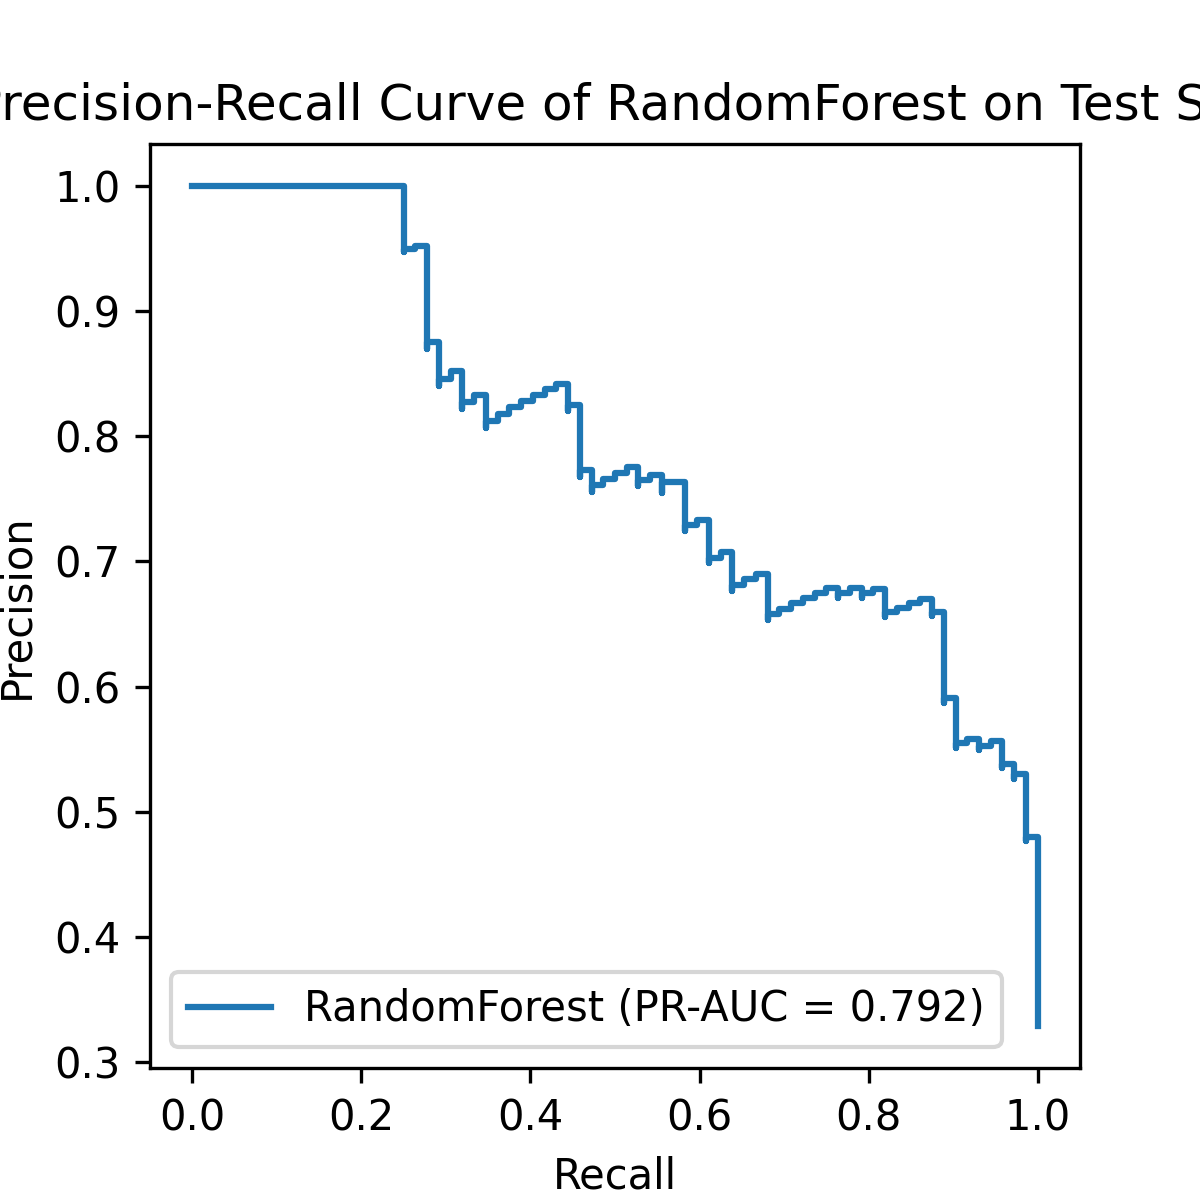 recision-Recall Curve of RandomForest on Test S
1.0
0.9
0.8
0.7
0.6
0.5
0.4
0.3
Precision
RandomForest (PR-AUC = 0.792)
0.0 0.2 0.4 0.6 0.8 1.0
Recall